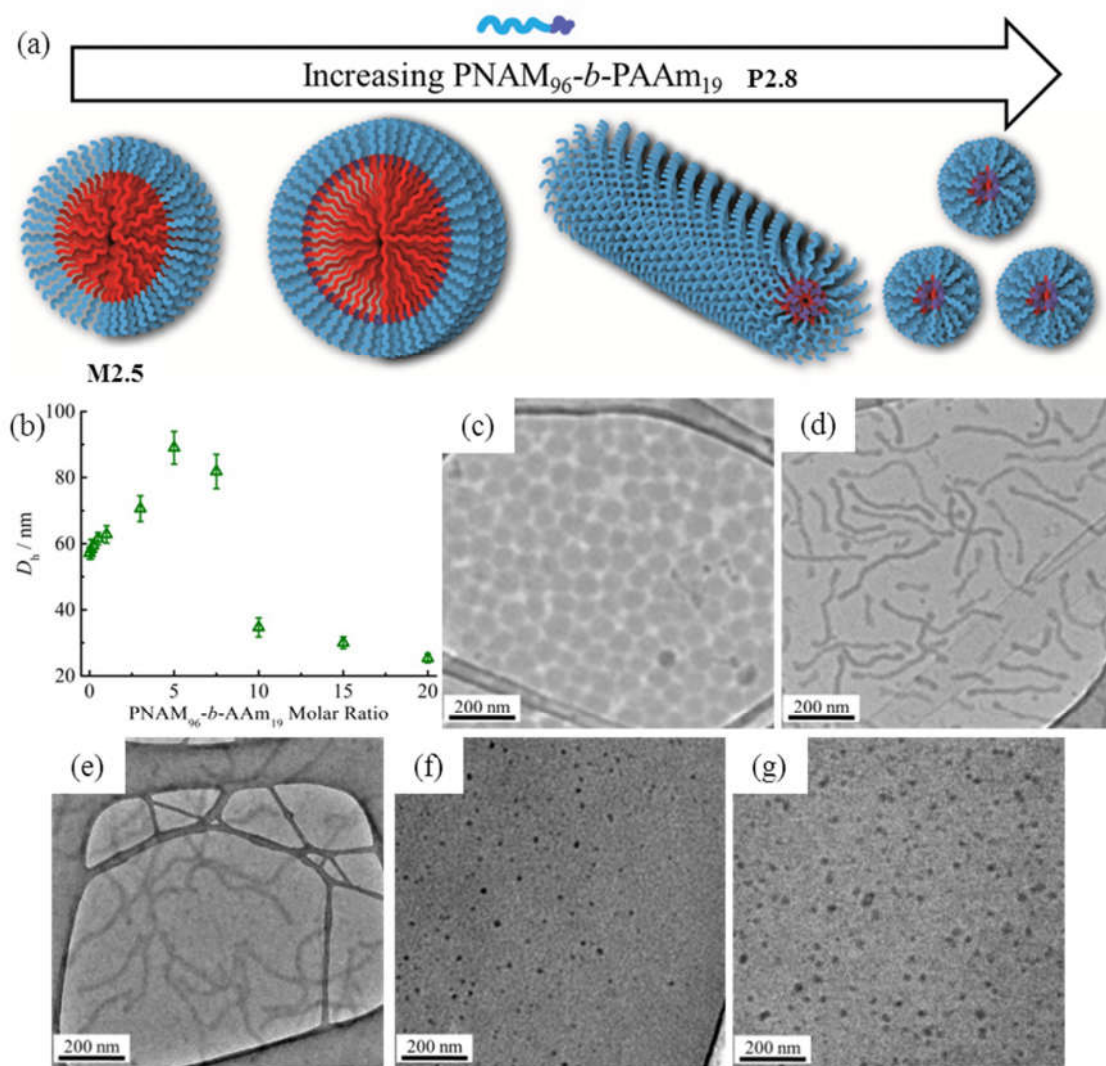 (a)
Increasing PNAM₉₆-b-PAAm₁₉ P2.8
M2.5
(b)
100
80
60
40
20
Dₕ / nm
0 5 10 15 20
PNAM₉₆-b-AAm₁₉ Molar Ratio
(c)
200 nm
(d)
200 nm
(e)
200 nm
(f)
200 nm
(g)
200 nm